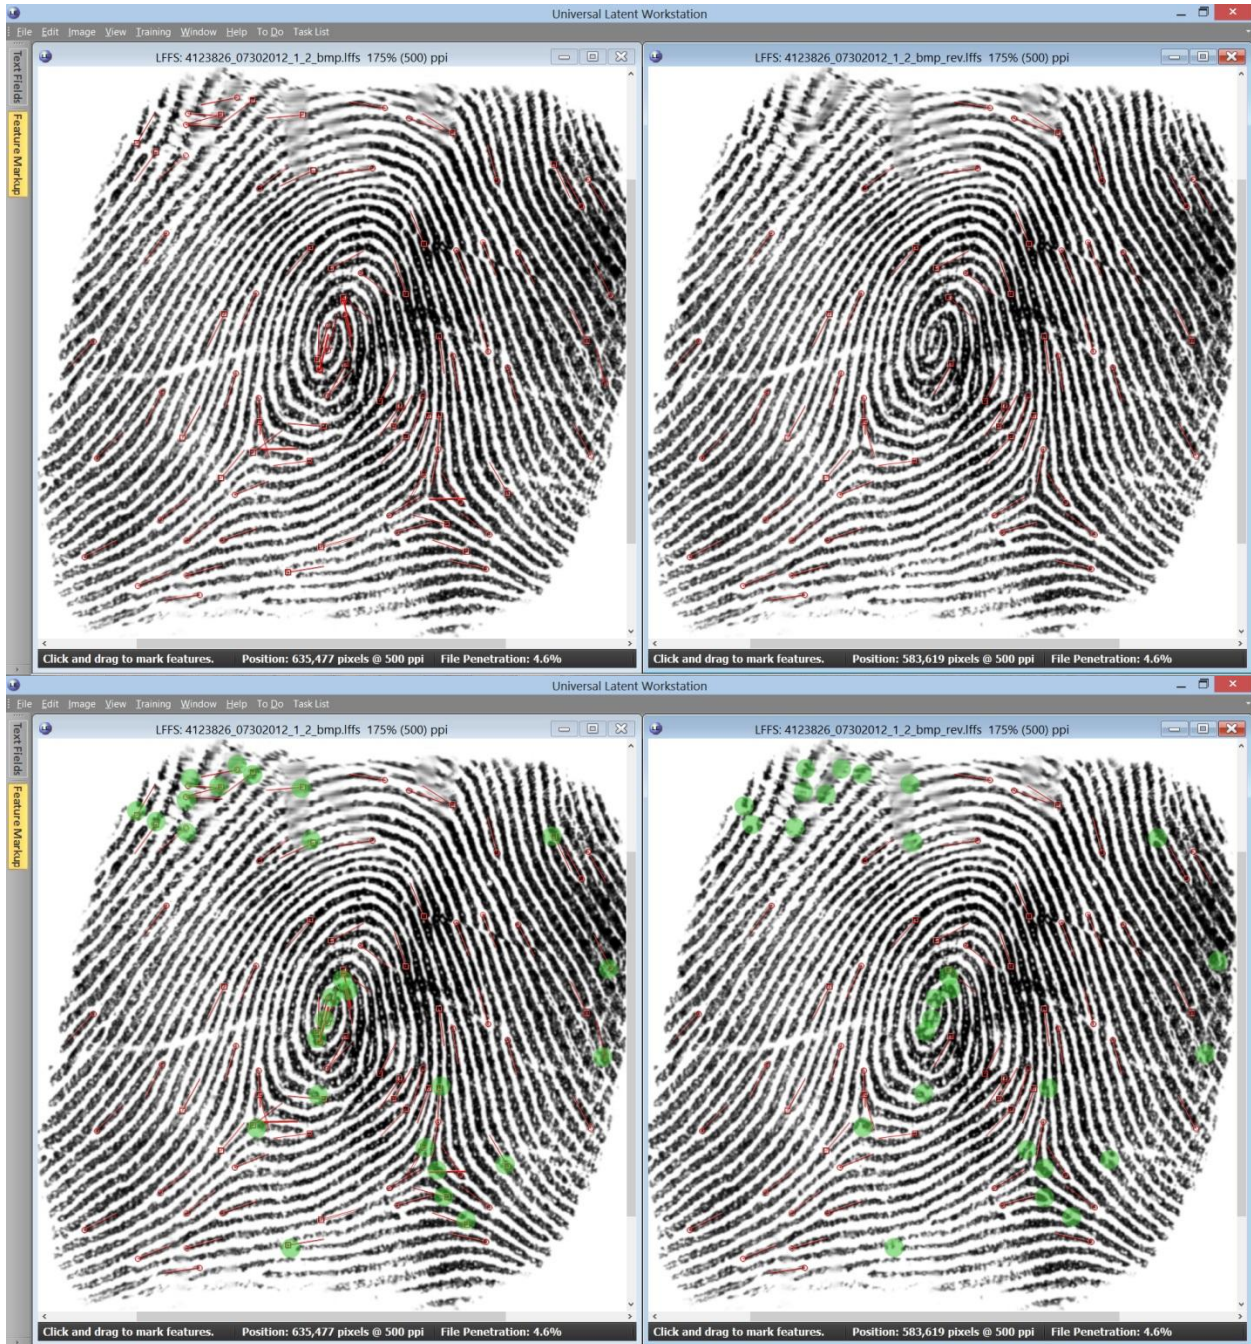 Universal Latent Workstation
File Edit Image View Training Window Help To Do Task List
Text Fields
Feature Markup
LFFS: 4123826_07302012_1_2_bmp.lffs 175% (500) ppi
LFFS: 4123826_07302012_1_2_bmp_rev.lffs 175% (500) ppi
Click and drag to mark features. Position: 635,477 pixels @ 500 ppi File Penetration: 4.6%
Click and drag to mark features. Position: 583,619 pixels @ 500 ppi File Penetration: 4.6%
Universal Latent Workstation
File Edit Image View Training Window Help To Do Task List
Text Fields
Feature Markup
LFFS: 4123826_07302012_1_2_bmp.lffs 175% (500) ppi
LFFS: 4123826_07302012_1_2_bmp_rev.lffs 175% (500) ppi
Click and drag to mark features. Position: 635,477 pixels @ 500 ppi File Penetration: 4.6%
Click and drag to mark features. Position: 583,619 pixels @ 500 ppi File Penetration: 4.6%